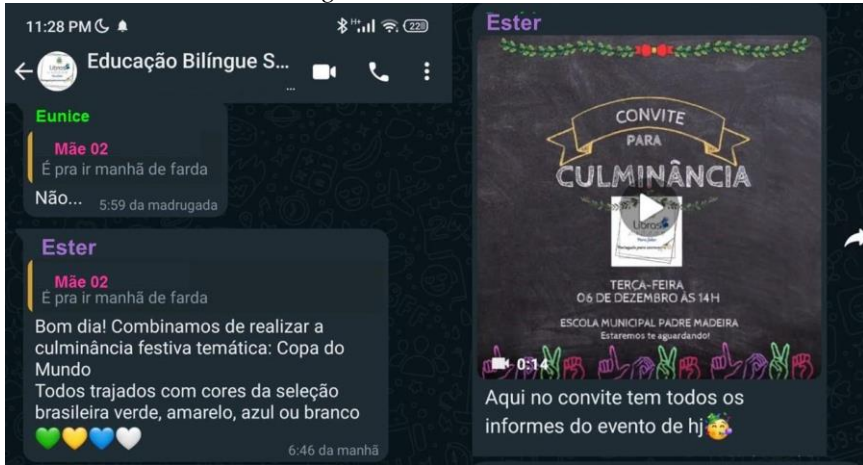 11:28 PM
22
Educação Bilíngue S...
...
Eunice
Mãe 02
É pra ir manhã de farda
Não...
5:59 da madrugada
Ester
Mãe 02
É pra ir manhã de farda
Bom dia! Combinamos de realizar a
culminância festiva temática: Copa do
Mundo
Todos trajados com cores da seleção
brasileira verde, amarelo, azul ou branco
💚💛💙🤍
6:46 da manhã
Ester
CONVITE
PARA
CULMINÂNCIA
Libras
TERÇA-FEIRA
06 DE DEZEMBRO ÀS 14H
ESCOLA MUNICIPAL PADRE MADEIRA
Estaremos te aguardando!
0:14
Aqui no convite tem todos os
informes do evento de hj🥳